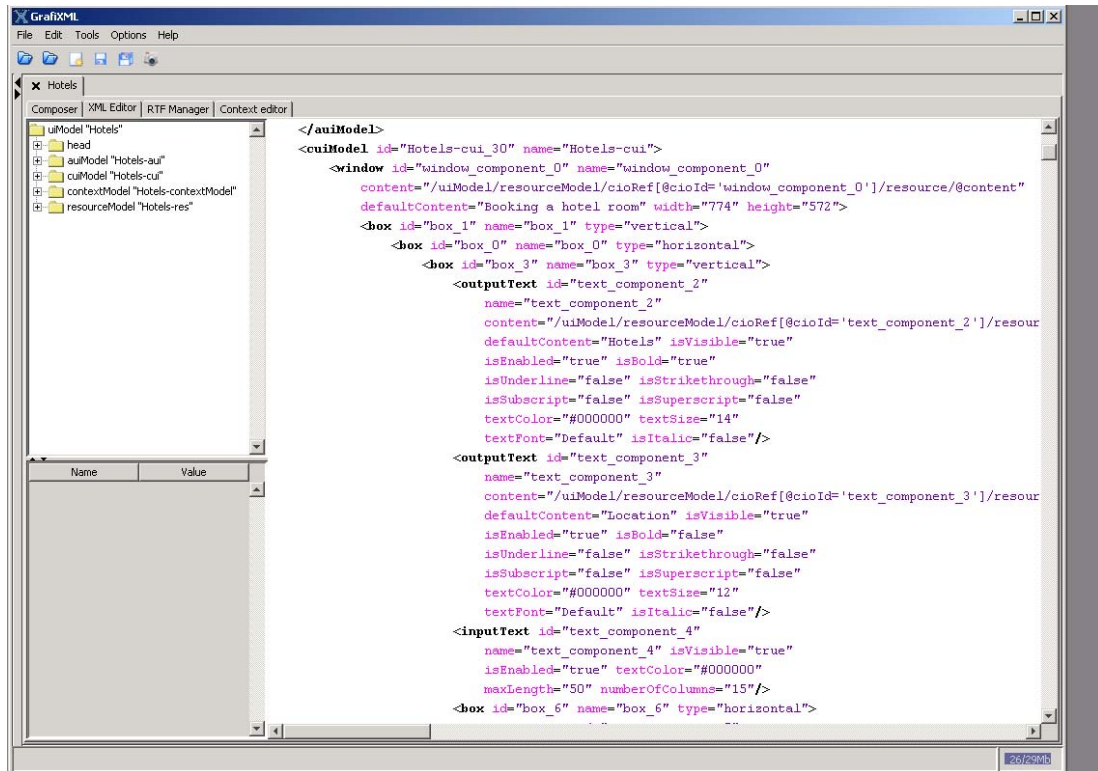 GrafiXML
File Edit Tools Options Help
Hotels
Composer XML Editor RTF Manager Context editor
uiModel "Hotels"
head
auiModel "Hotels-aui"
cuiModel "Hotels-cui"
contextModel "Hotels-contextModel"
resourceModel "Hotels-res"
Name Value
</auiModel>
<cuiModel id="Hotels-cui_30" name="Hotels-cui">
<window id="window_component_0" name="window_component_0"
content="/uiModel/resourceModel/cioRef[@cioId='window_component_0']/resource/@content"
defaultContent="Booking a hotel room" width="774" height="572">
<box id="box_1" name="box_1" type="vertical">
<box id="box_0" name="box_0" type="horizontal">
<box id="box_3" name="box_3" type="vertical">
<outputText id="text_component_2"
name="text_component_2"
content="/uiModel/resourceModel/cioRef[@cioId='text_component_2']/resour
defaultContent="Hotels" isVisible="true"
isEnabled="true" isBold="true"
isUnderline="false" isStrikethrough="false"
isSubscript="false" isSuperscript="false"
textColor="#000000" textSize="14"
textFont="Default" isItalic="false"/>
<outputText id="text_component_3"
name="text_component_3"
content="/uiModel/resourceModel/cioRef[@cioId='text_component_3']/resour
defaultContent="Location" isVisible="true"
isEnabled="true" isBold="false"
isUnderline="false" isStrikethrough="false"
isSubscript="false" isSuperscript="false"
textColor="#000000" textSize="12"
textFont="Default" isItalic="false"/>
<inputText id="text_component_4"
name="text_component_4" isVisible="true"
isEnabled="true" textColor="#000000"
maxLength="50" numberOfColumns="15"/>
<box id="box_6" name="box_6" type="horizontal">
26/29Mb